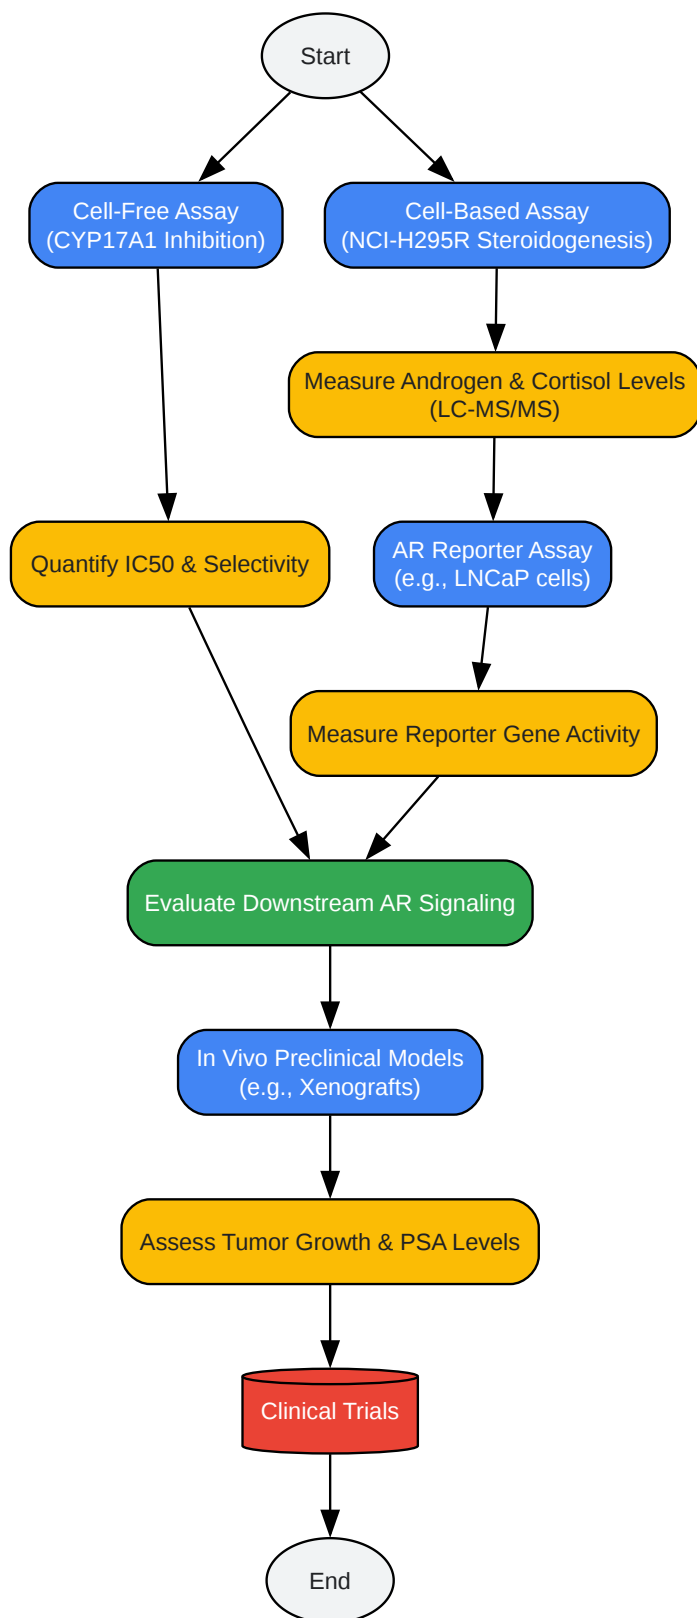 Start
Cell-Free Assay
(CYP17A1 Inhibition)
Cell-Based Assay
(NCI-H295R Steroidogenesis)
Measure Androgen & Cortisol Levels
(LC-MS/MS)
Quantify IC50 & Selectivity
AR Reporter Assay
(e.g., LNCaP cells)
Measure Reporter Gene Activity
Evaluate Downstream AR Signaling
In Vivo Preclinical Models
(e.g., Xenografts)
Assess Tumor Growth & PSA Levels
Clinical Trials
End